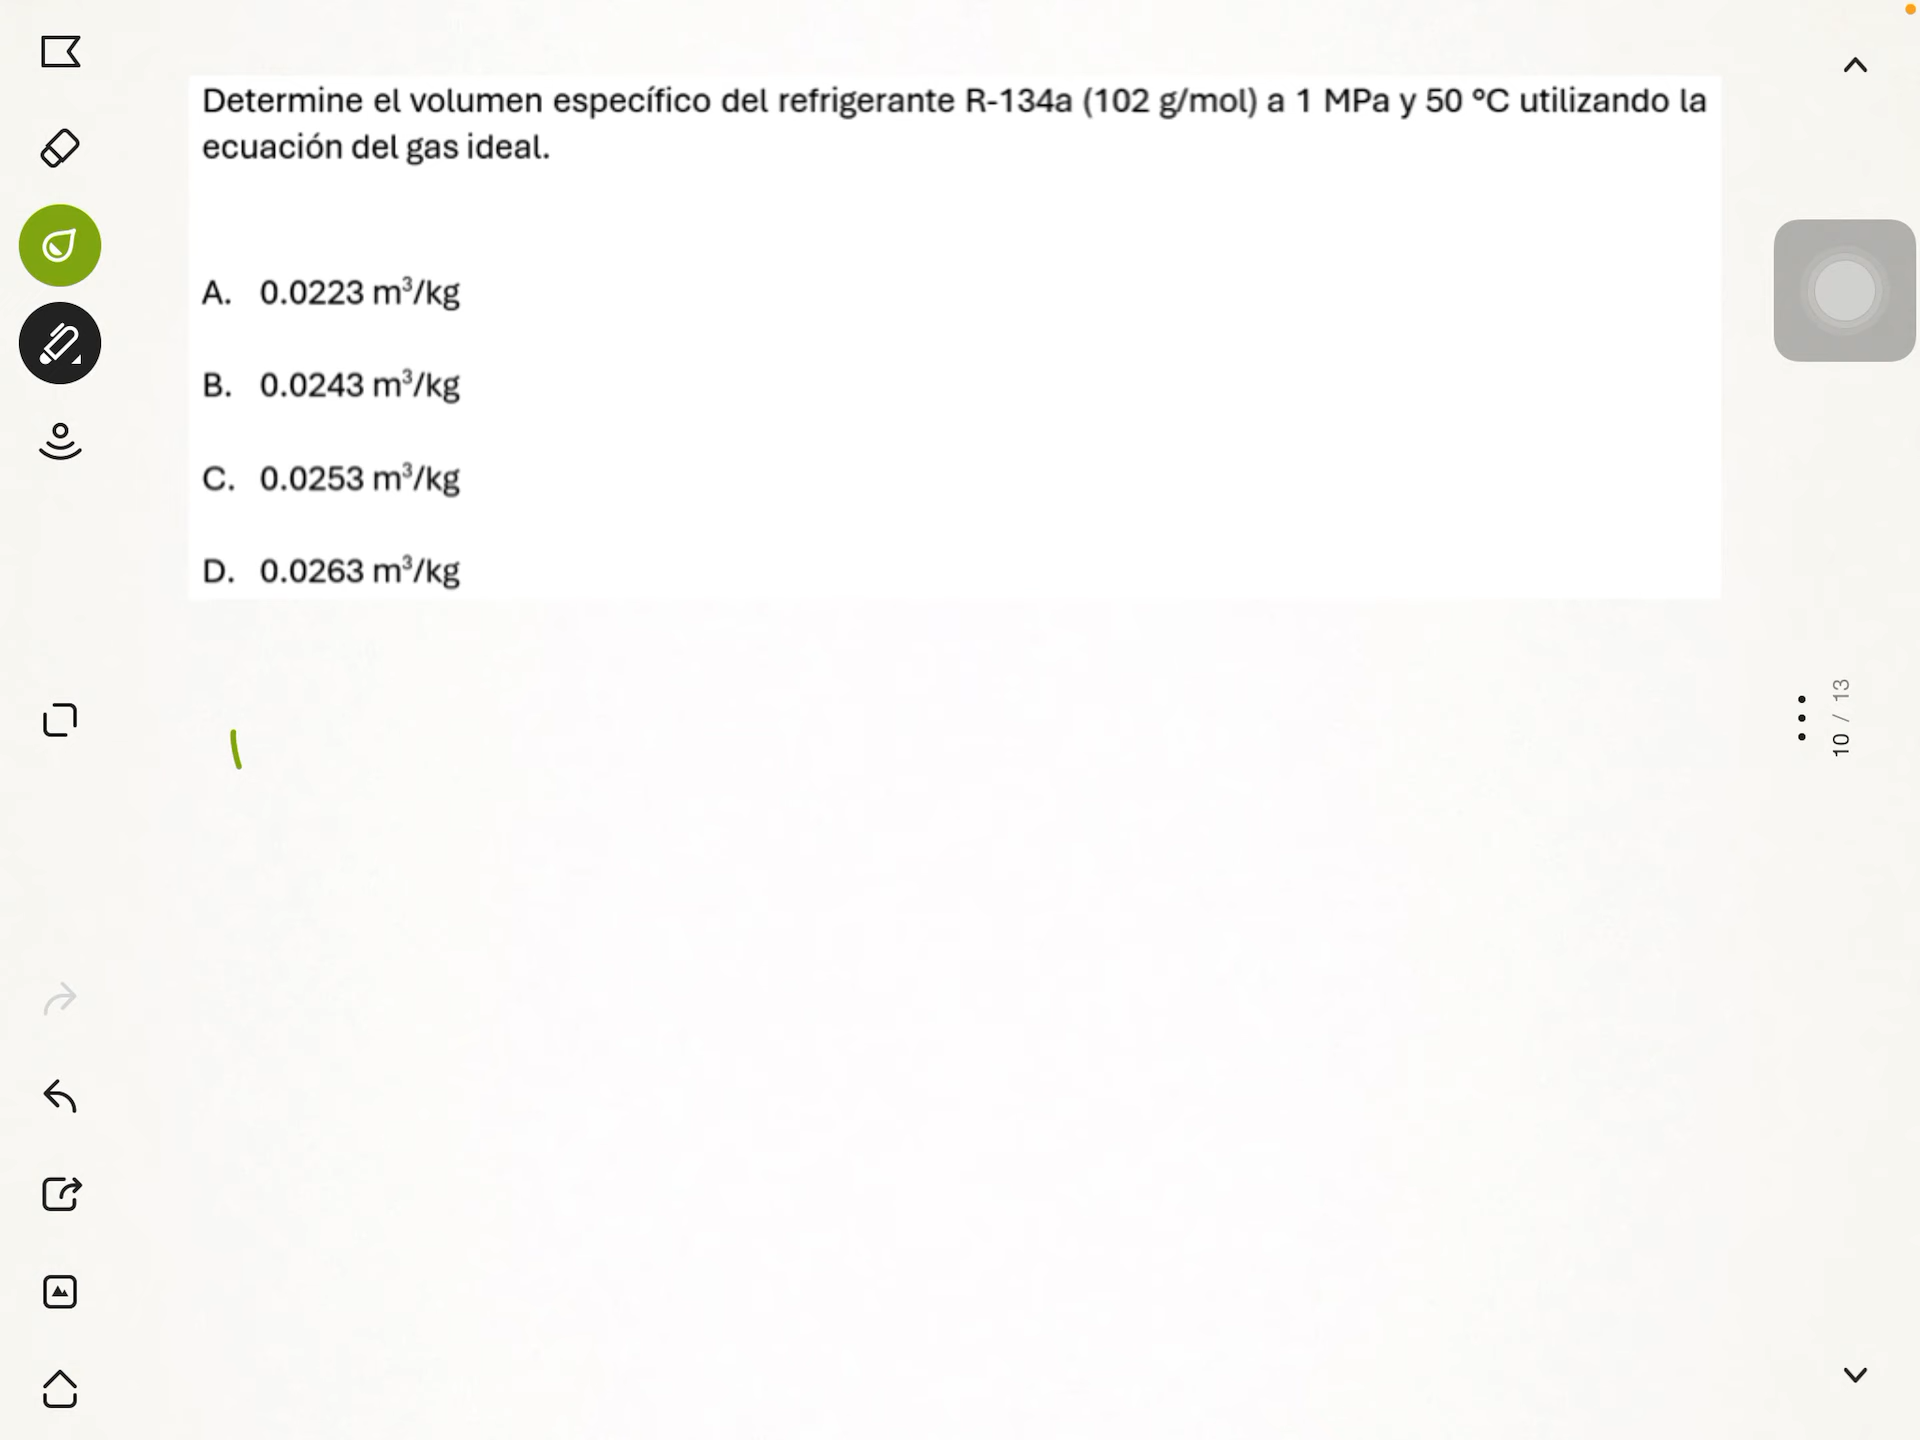 Determine el volumen específico del refrigerante R-134a (102 g/mol) a 1 MPa y 50 ºC utilizando la
ecuación del gas ideal.
A. 0.0223 m³/kg
B. 0.0243 m³/kg
C. 0.0253 m³/kg
D. 0.0263 m³/kg
10 / 13